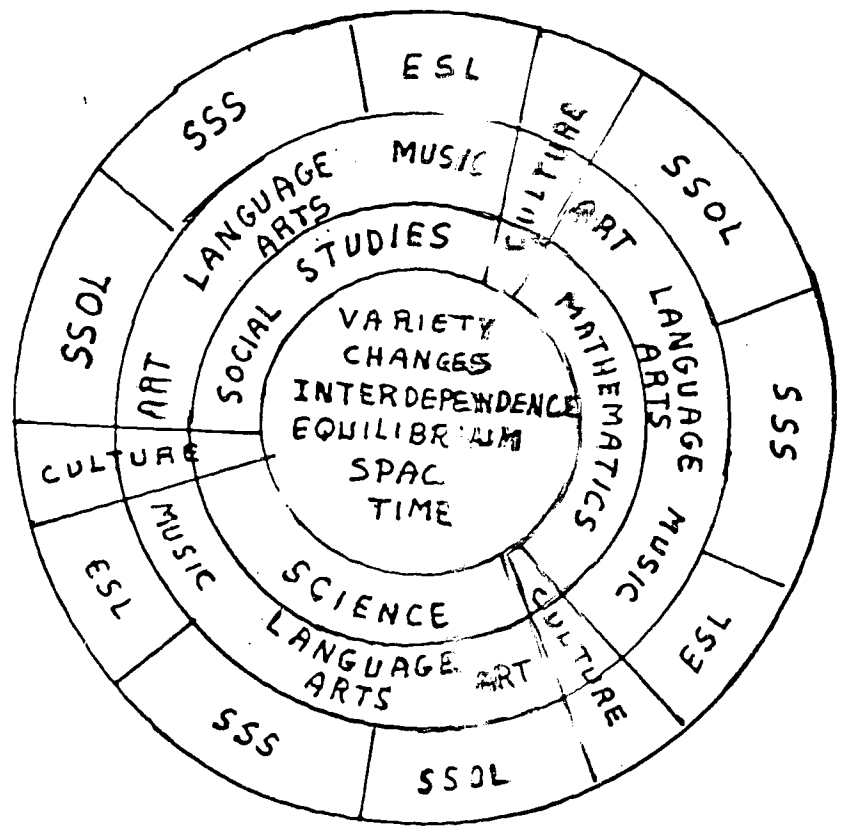 ESL
CULTURE
SSOL
SSS
ESL
CULTURE
SSOL
SSS
ESL
CULTURE
SSOL
SSS
MUSIC
ART
LANGUAGE
ARTS
MUSIC
ART
LANGUAGE
ARTS
MUSIC
ART
LANGUAGE
ARTS
SOCIAL STUDIES
MATHEMATICS
SCIENCE
VARIETY
CHANGES
INTERDEPENDENCE
EQUILIBRIUM
SPAC
TIME